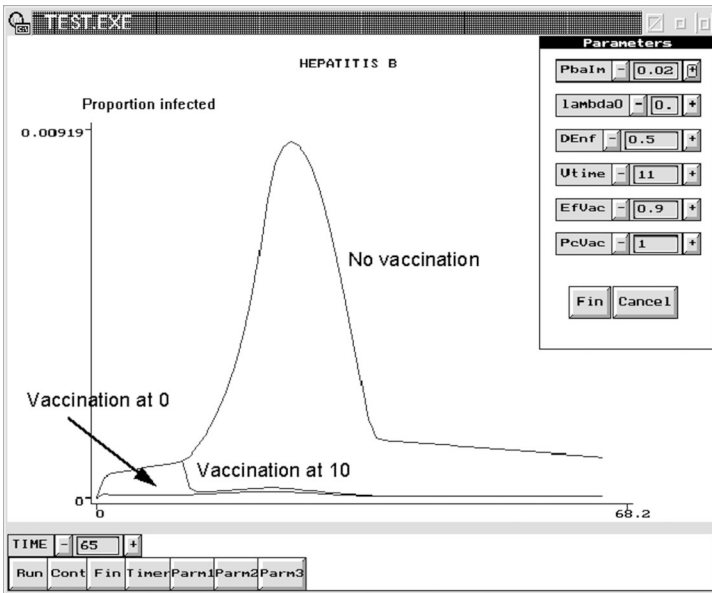 TEST.EXE
HEPATITIS B
Proportion infected
0.00919
No vaccination
Vaccination at 0
Vaccination at 10
0
0
68.2
Parameters
PbaIm - 0.02 +
lambda0 - 0. +
DEnf - 0.5 +
Vtime - 11 +
EfVac - 0.9 +
PcVac - 1 +
Fin Cancel
TIME - 65 +
Run Cont Fin Timer Parm1 Parm2 Parm3